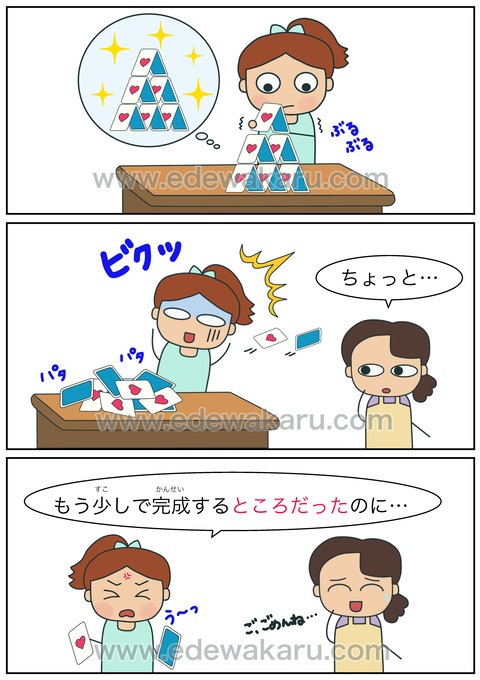 ぶる
ぶる
www.edewakaru.com
ビクッ
ちょっと…
パタ
パタ
www.edewakaru.com
もう少しで完成するところだったのに…
すこ
かんせい
う〜っ
ご、ごめんね…
www.edewakaru.com